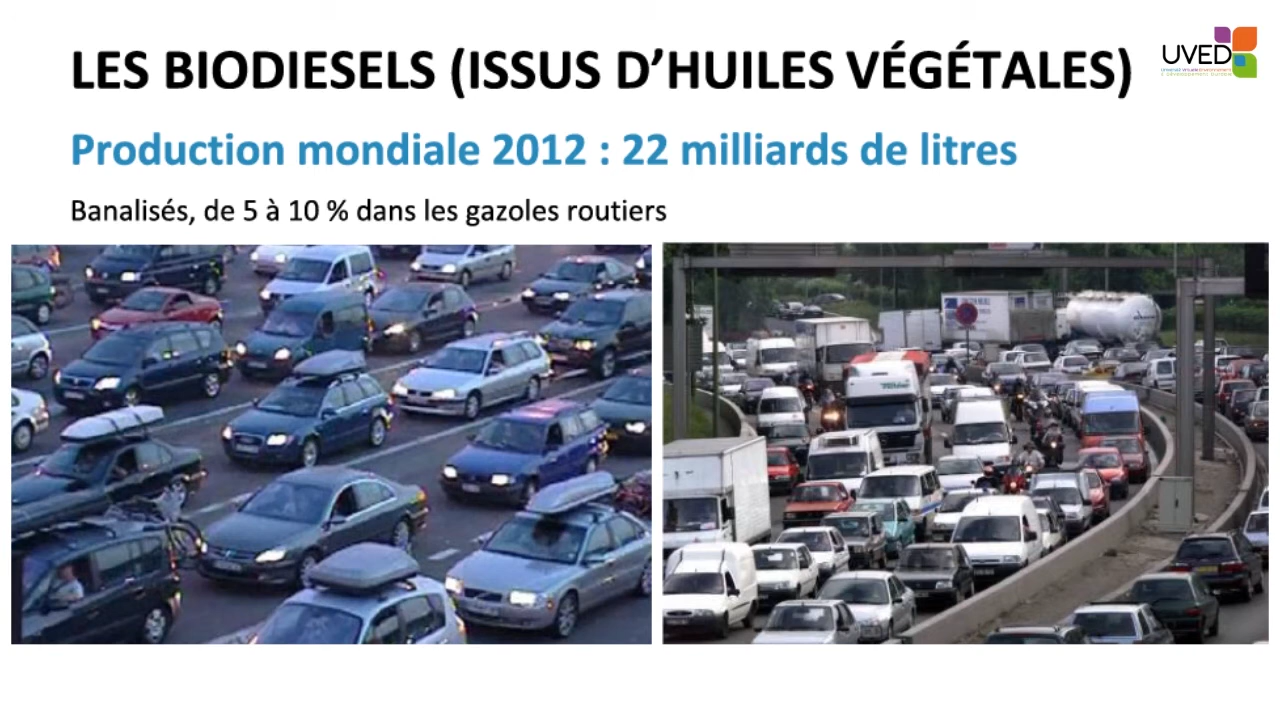 LES BIODIESELS (ISSUS D’HUILES VÉGÉTALES)
UVED
Production mondiale 2012 : 22 milliards de litres
Banalisés, de 5 à 10 % dans les gazoles routiers